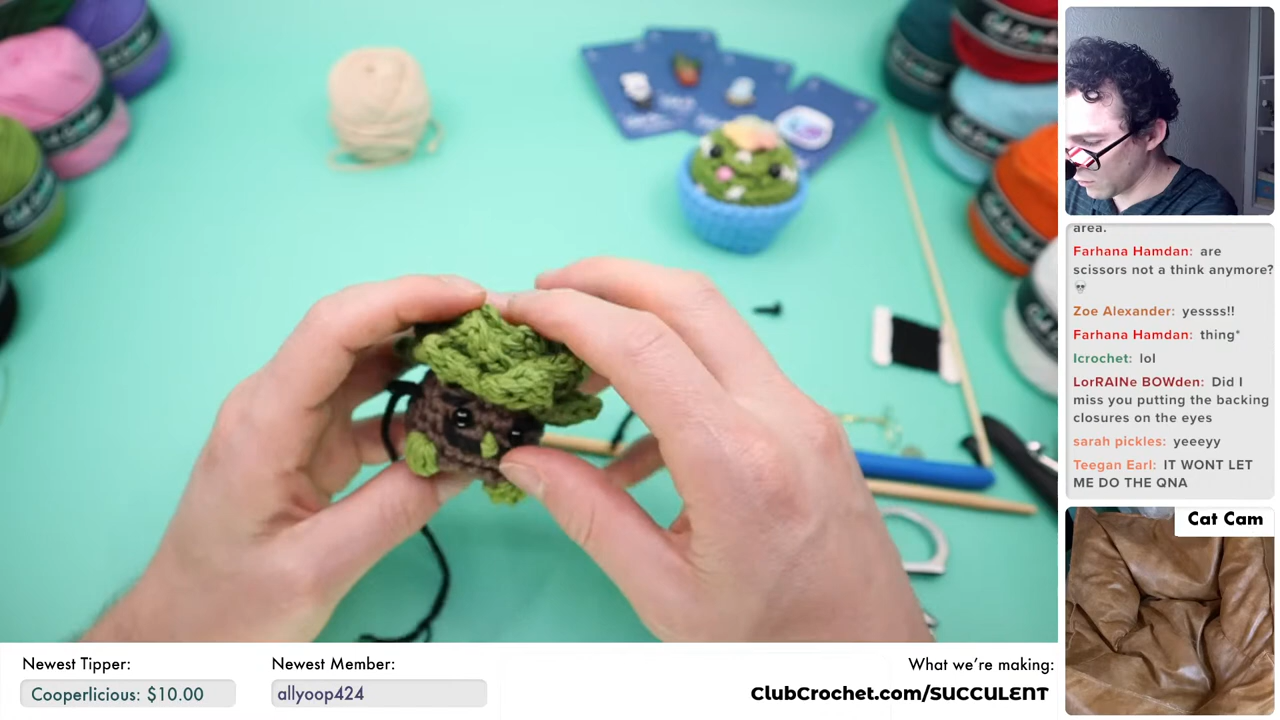 area.
Farhana Hamdan: are
scissors not a think anymore?
💀
Zoe Alexander: yessss!!
Farhana Hamdan: thing*
Icrochet: lol
LorRAINe BOWden: Did I
miss you putting the backing
closures on the eyes
sarah pickles: yeeeyy
Teegan Earl: IT WONT LET
ME DO THE QNA
Cat Cam
Newest Tipper:
Cooperlicious: $10.00
Newest Member:
allyoop424
What we're making:
ClubCrochet.com/SUCCULENT